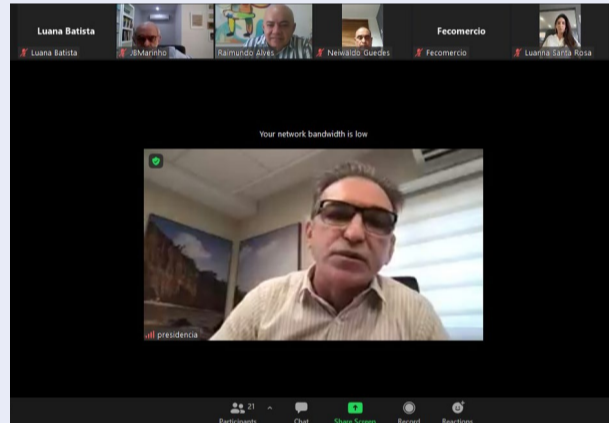 Luana Batista
Fecomercio
Luana Batista
JBMarinho
Raimundo Alves
Neiwaldo Guedes
Fecomercio
Luanna Santa Rosa
Your network bandwidth is low
presidencia
21
Participants
Chat
Share Screen
Record
Reactions